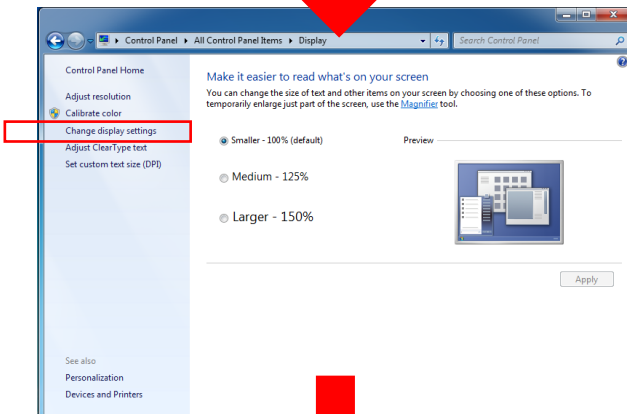 Control Panel All Control Panel Items Display
Search Control Panel
Control Panel Home
Adjust resolution
Calibrate color
Change display settings
Adjust ClearType text
Set custom text size (DPI)
See also
Personalization
Devices and Printers
Make it easier to read what's on your screen
You can change the size of text and other items on your screen by choosing one of these options. To
temporarily enlarge just part of the screen, use the Magnifier tool.
Smaller - 100% (default)
Preview
Medium - 125%
Larger - 150%
Apply